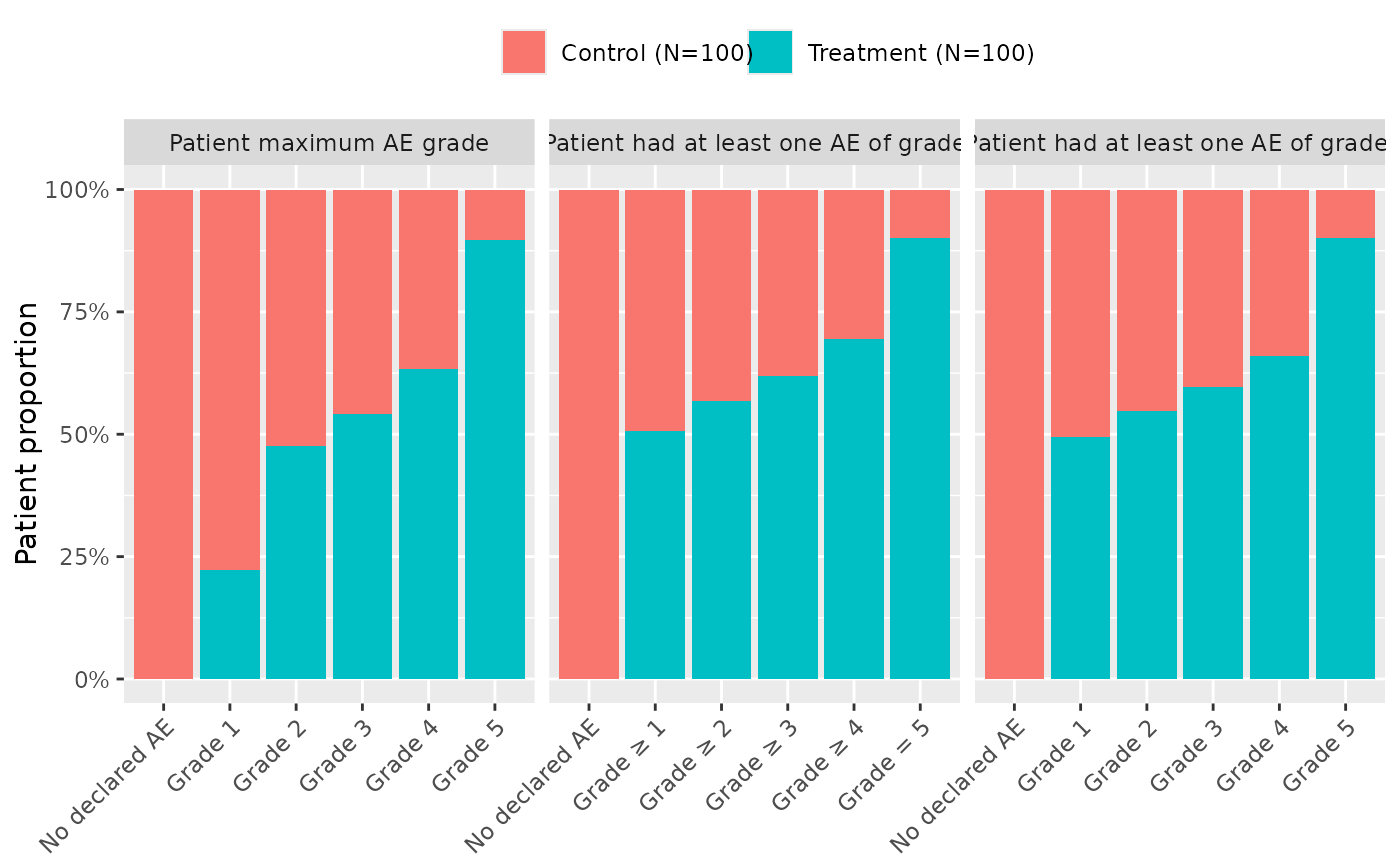 Control (N=100) Treatment (N=100)
Patient maximum AE grade
Patient had at least one AE of grade
Patient had at least one AE of grade
Patient proportion
100%
75%
50%
25%
0%
No declared AE Grade 1 Grade 2 Grade 3 Grade 4 Grade 5
No declared AE Grade ≥ 1 Grade ≥ 2 Grade ≥ 3 Grade ≥ 4 Grade = 5
No declared AE Grade 1 Grade 2 Grade 3 Grade 4 Grade 5